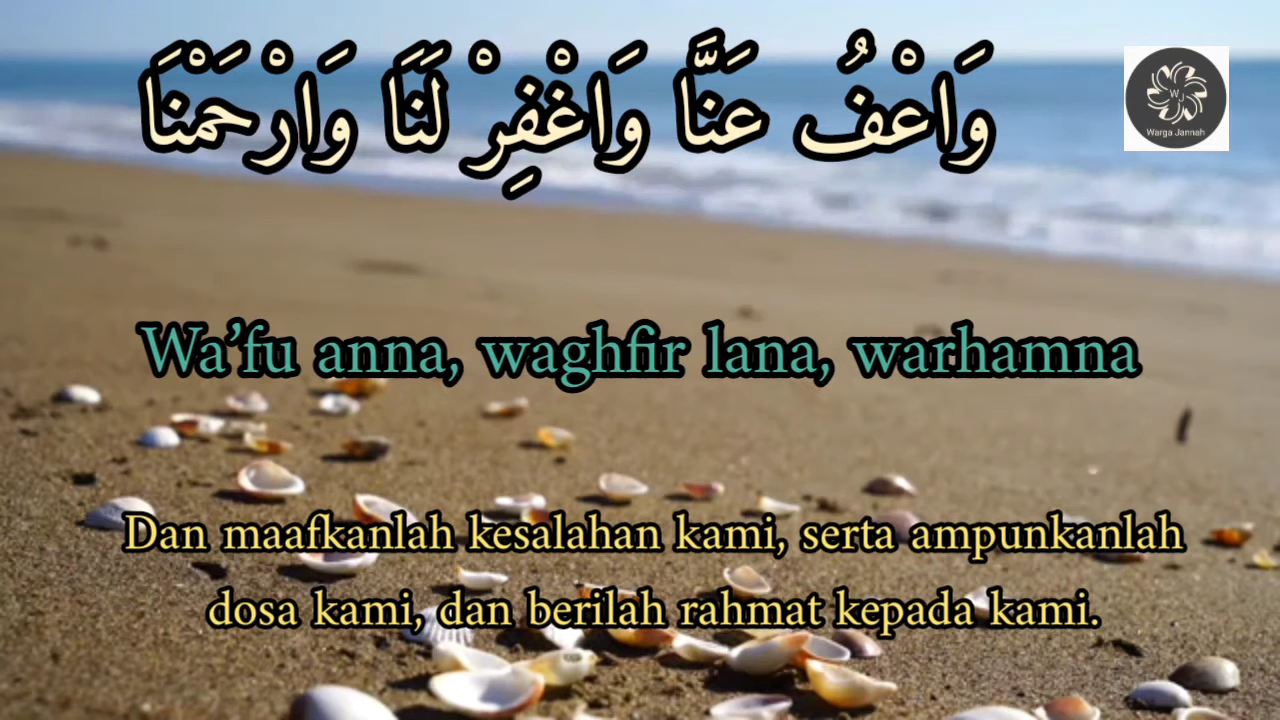 وَاعْفُ عَنَّا وَاغْفِرْ لَنَا وَارْحَمْنَا
WJ
Warga Jannah
Wa’fu anna, waghfir lana, warhamna
Dan maafkanlah kesalahan kami, serta ampunkanlah
dosa kami, dan berilah rahmat kepada kami.